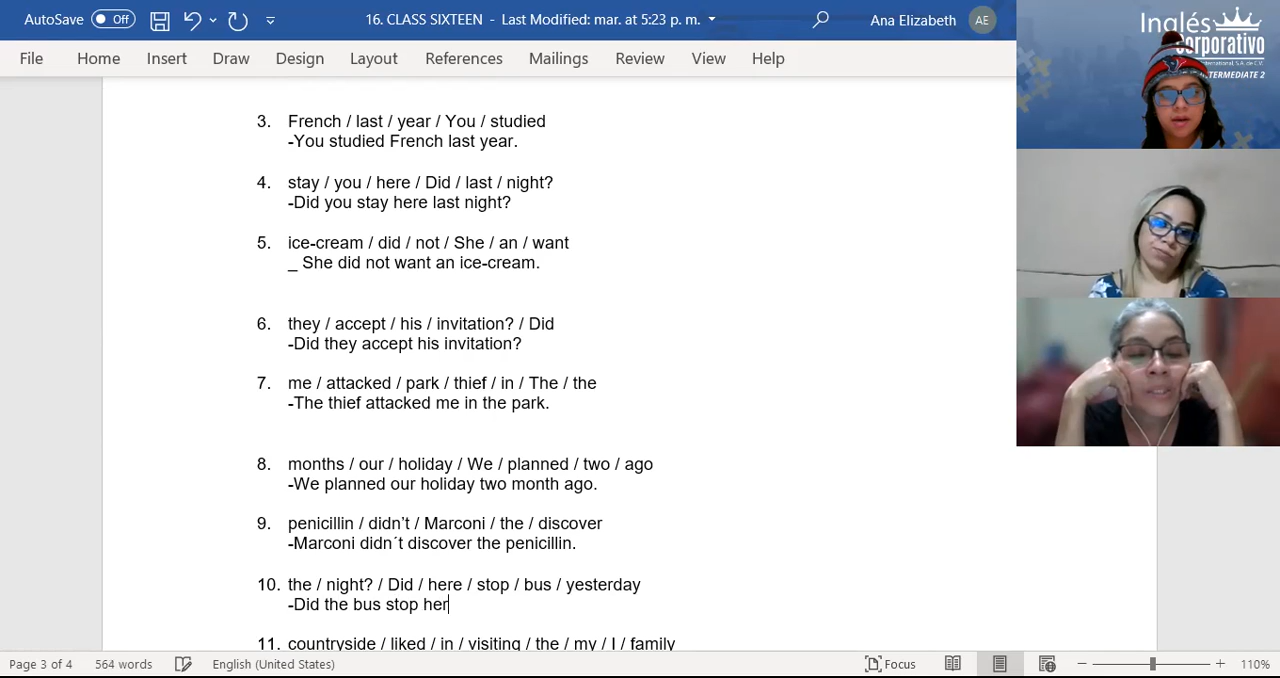 AutoSave Off 16. CLASS SIXTEEN - Last Modified: mar. at 5:23 p. m. Ana Elizabeth AE
File Home Insert Draw Design Layout References Mailings Review View Help
Inglés
Corporativo
International, S.A. de C.V.
INTERMEDIATE 2
3. French / last / year / You / studied
-You studied French last year.
4. stay / you / here / Did / last / night?
-Did you stay here last night?
5. ice-cream / did / not / She / an / want
_ She did not want an ice-cream.
6. they / accept / his / invitation? / Did
-Did they accept his invitation?
7. me / attacked / park / thief / in / The / the
-The thief attacked me in the park.
8. months / our / holiday / We / planned / two / ago
-We planned our holiday two month ago.
9. penicillin / didn’t / Marconi / the / discover
-Marconi didn´t discover the penicillin.
10. the / night? / Did / here / stop / bus / yesterday
-Did the bus stop her
11. countryside / liked / in / visiting / the / my / I / family
Page 3 of 4 564 words English (United States) Focus 110%